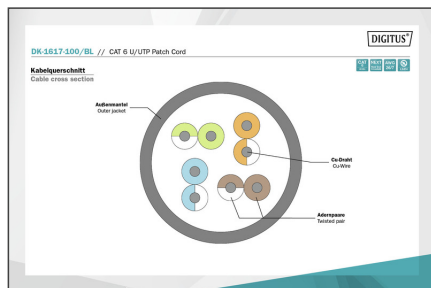 DIGITUS®
DK-1617-100/BL // CAT 6 U/UTP Patch Cord
Kabelquerschnitt
Cable cross section
Außenmantel
Outer jacket
Cu-Draht
Cu-Wire
Adernpaare
Twisted pair